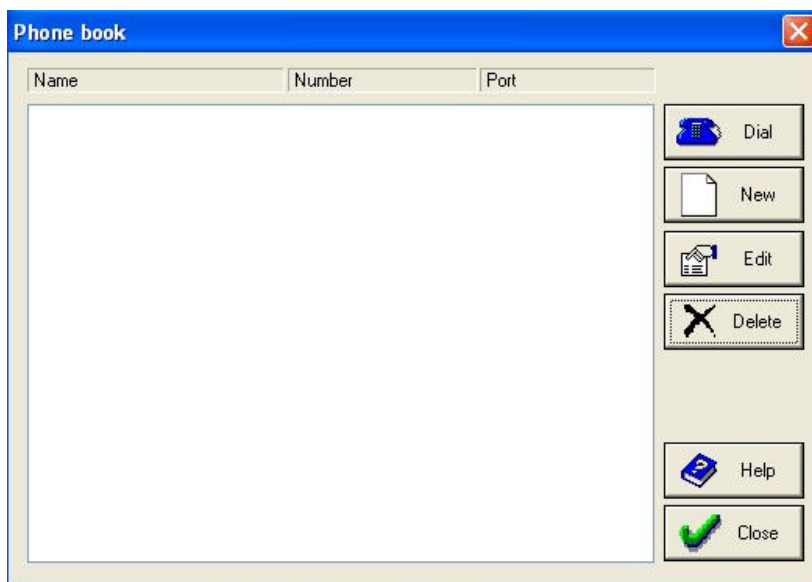 Phone book
Name Number Port
Dial
New
Edit
Delete
Help
Close